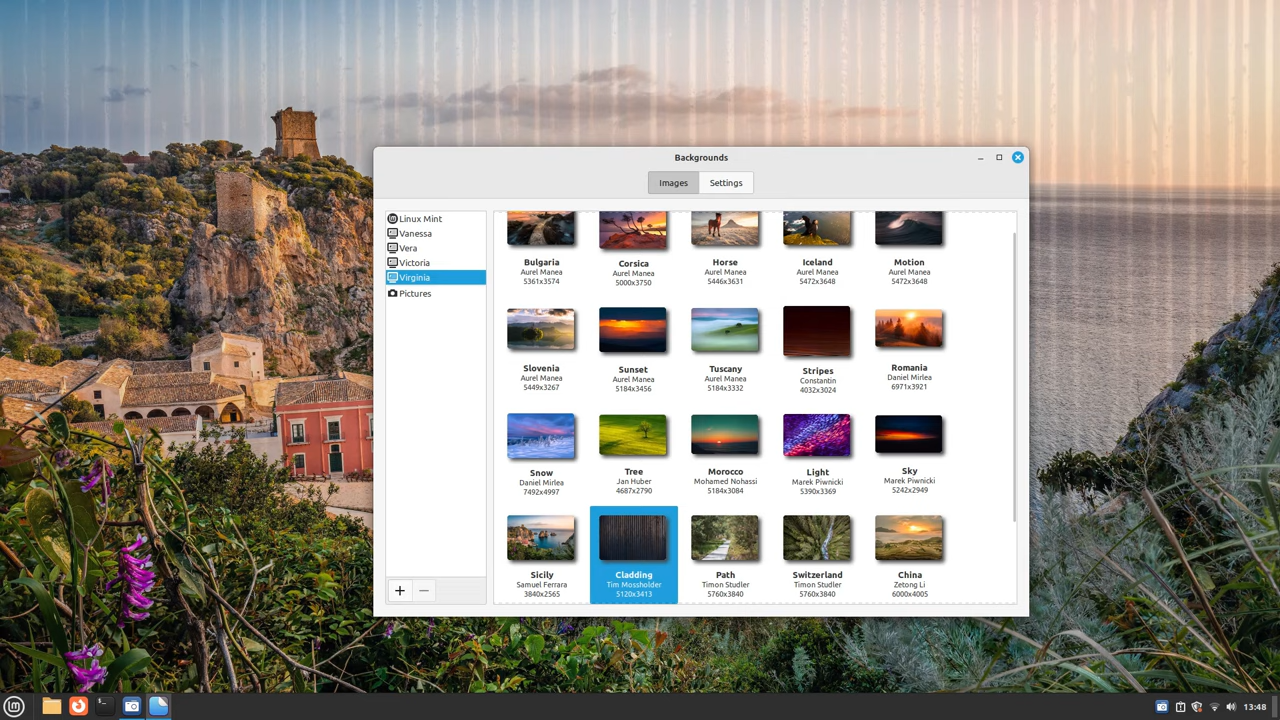 Backgrounds
Images Settings
Linux Mint
Vanessa
Vera
Victoria
Virginia
Pictures
Bulgaria
Aurel Manea
5361x3574
Corsica
Aurel Manea
5000x3750
Horse
Aurel Manea
5446x3631
Iceland
Aurel Manea
5472x3648
Motion
Aurel Manea
5472x3648
Slovenia
Aurel Manea
5449x3267
Sunset
Aurel Manea
5184x3456
Tuscany
Aurel Manea
5184x3332
Stripes
Constantin
4032x3024
Romania
Daniel Mirlea
6971x3921
Snow
Daniel Mirlea
7492x4997
Tree
Jan Huber
4687x2790
Morocco
Mohamed Nohassi
5184x3084
Light
Marek Piwnicki
5390x3369
Sky
Marek Piwnicki
5242x2949
Sicily
Samuel Ferrara
3840x2565
Cladding
Tim Mossholder
5120x3413
Path
Timon Studler
5760x3840
Switzerland
Timon Studler
5760x3840
China
Zetong Li
6000x4005
13:48